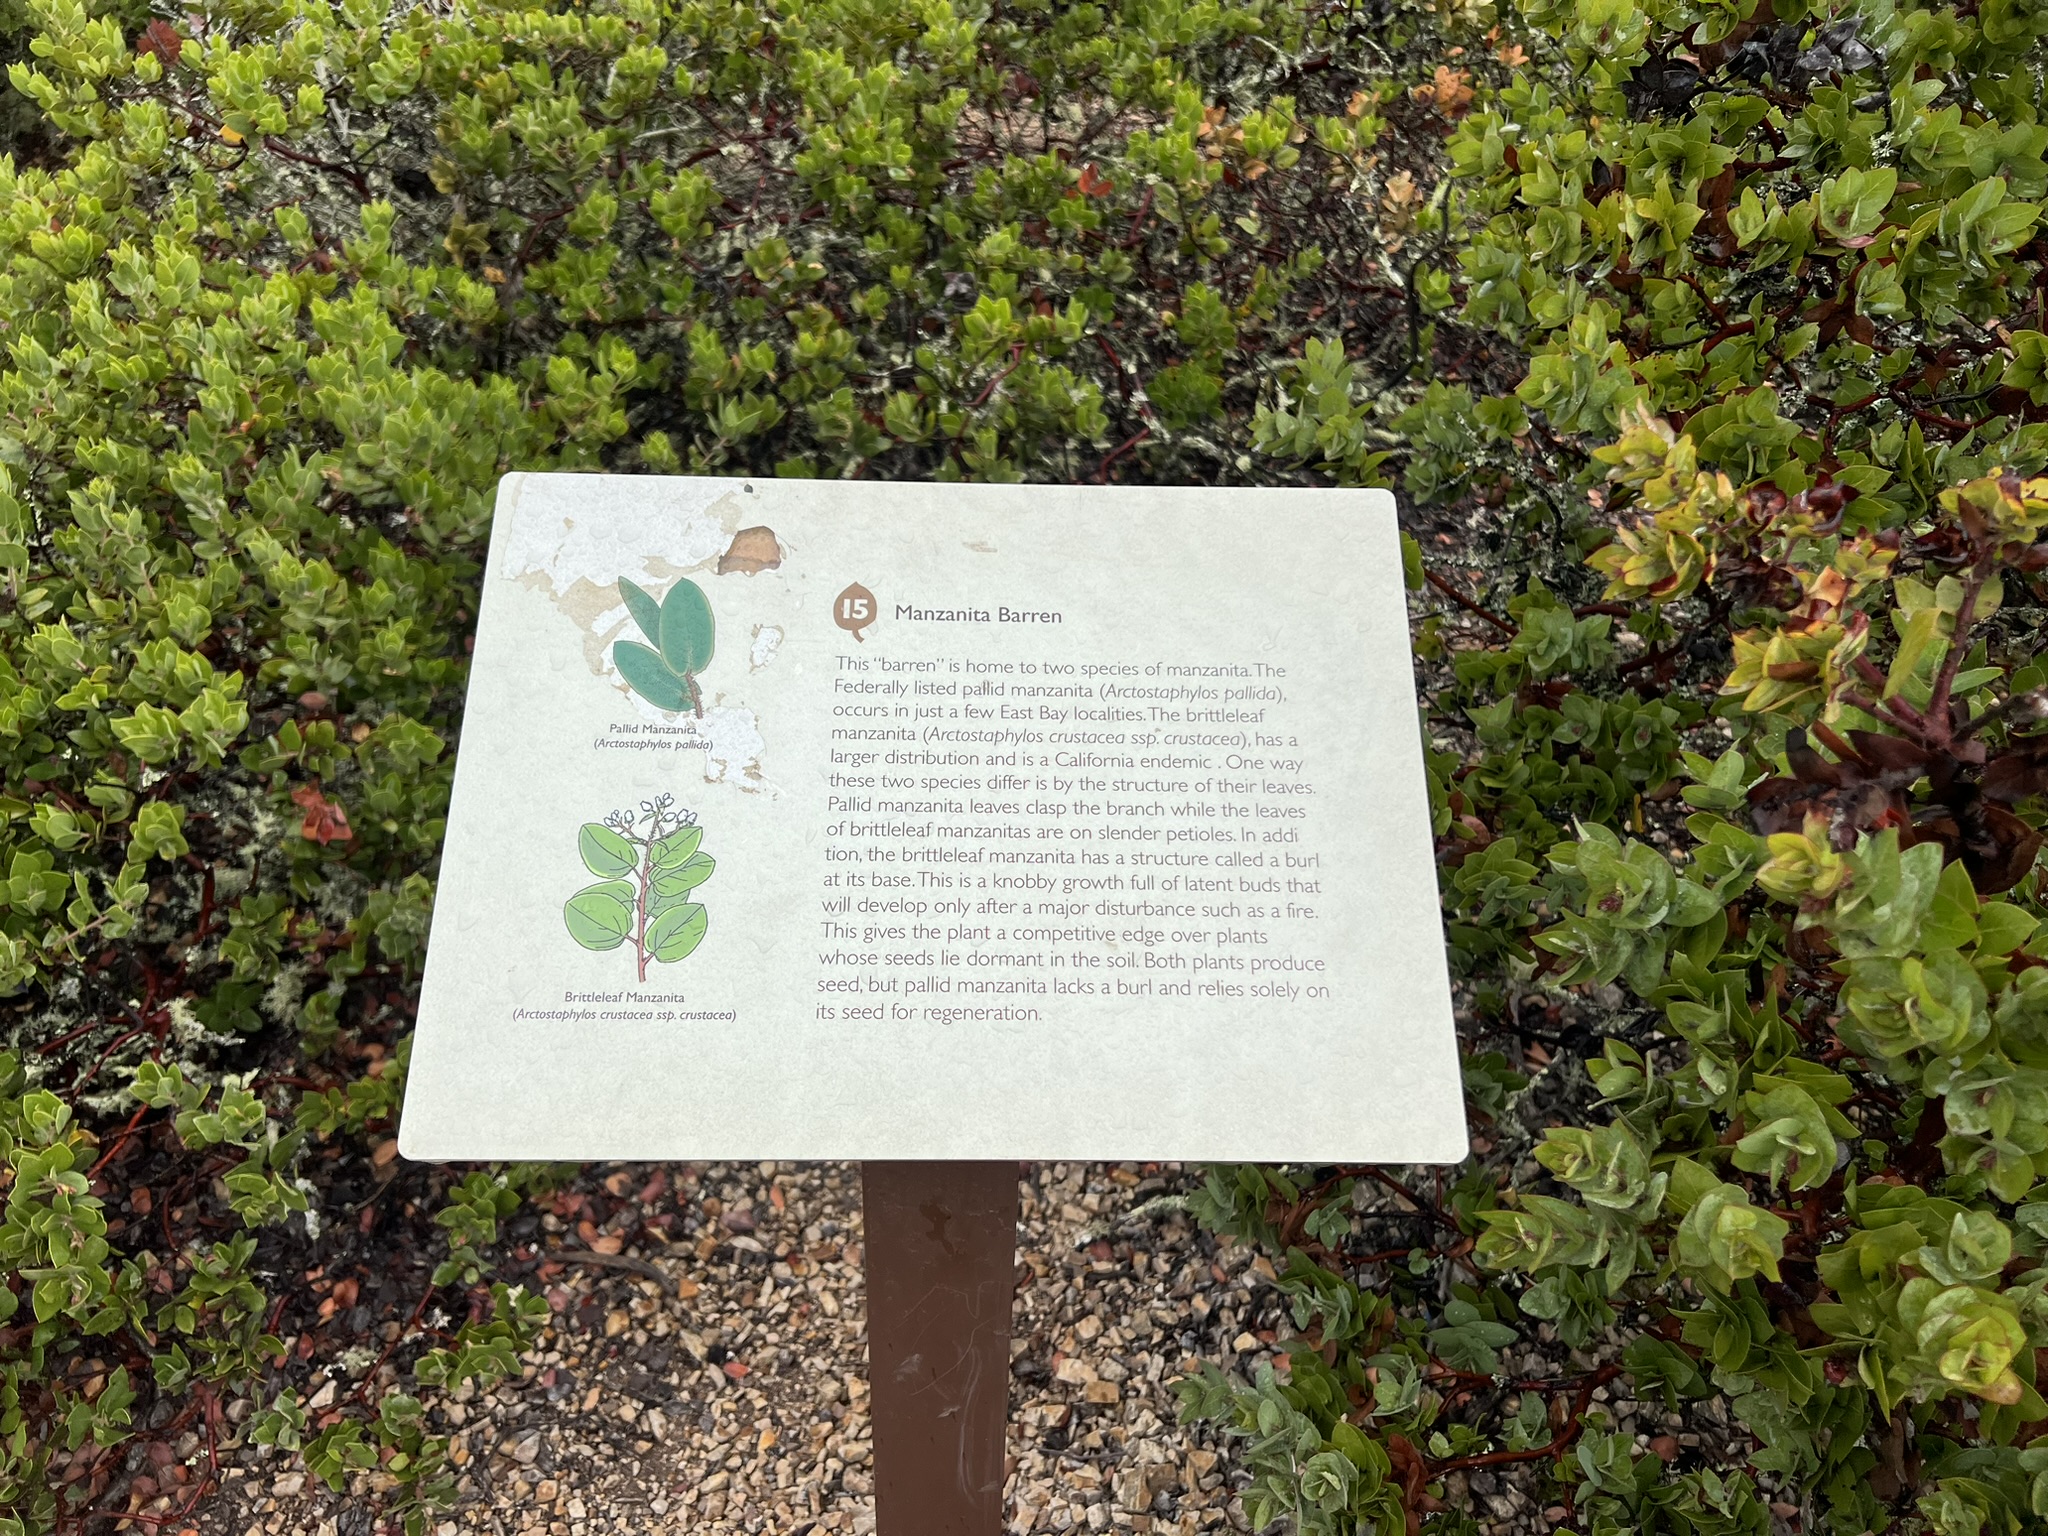 Pallid Manzanita
(Arctostaphylos pallida)
Brittleleaf Manzanita
(Arctostaphylos crustacea ssp. crustacea)
15 Manzanita Barren
This "barren" is home to two species of manzanita. The
Federally listed pallid manzanita (Arctostaphylos pallida),
occurs in just a few East Bay localities. The brittleleaf
manzanita (Arctostaphylos crustacea ssp. crustacea), has a
larger distribution and is a California endemic . One way
these two species differ is by the structure of their leaves.
Pallid manzanita leaves clasp the branch while the leaves
of brittleleaf manzanitas are on slender petioles. In addi
tion, the brittleleaf manzanita has a structure called a burl
at its base. This is a knobby growth full of latent buds that
will develop only after a major disturbance such as a fire.
This gives the plant a competitive edge over plants
whose seeds lie dormant in the soil. Both plants produce
seed, but pallid manzanita lacks a burl and relies solely on
its seed for regeneration.